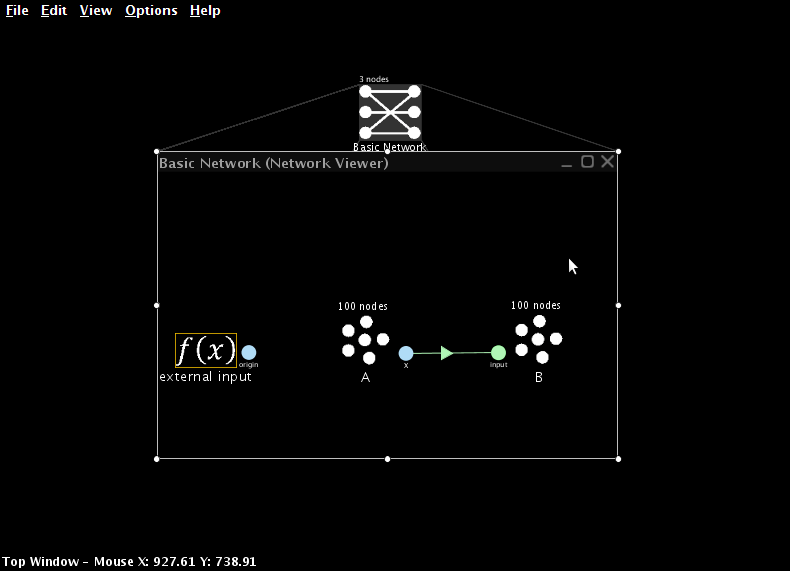 File Edit View Options Help
3 nodes
Basic Network
Basic Network (Network Viewer)
100 nodes
100 nodes
f(x)
origin
x
input
external input
A
B
Top Window - Mouse X: 927.61 Y: 738.91